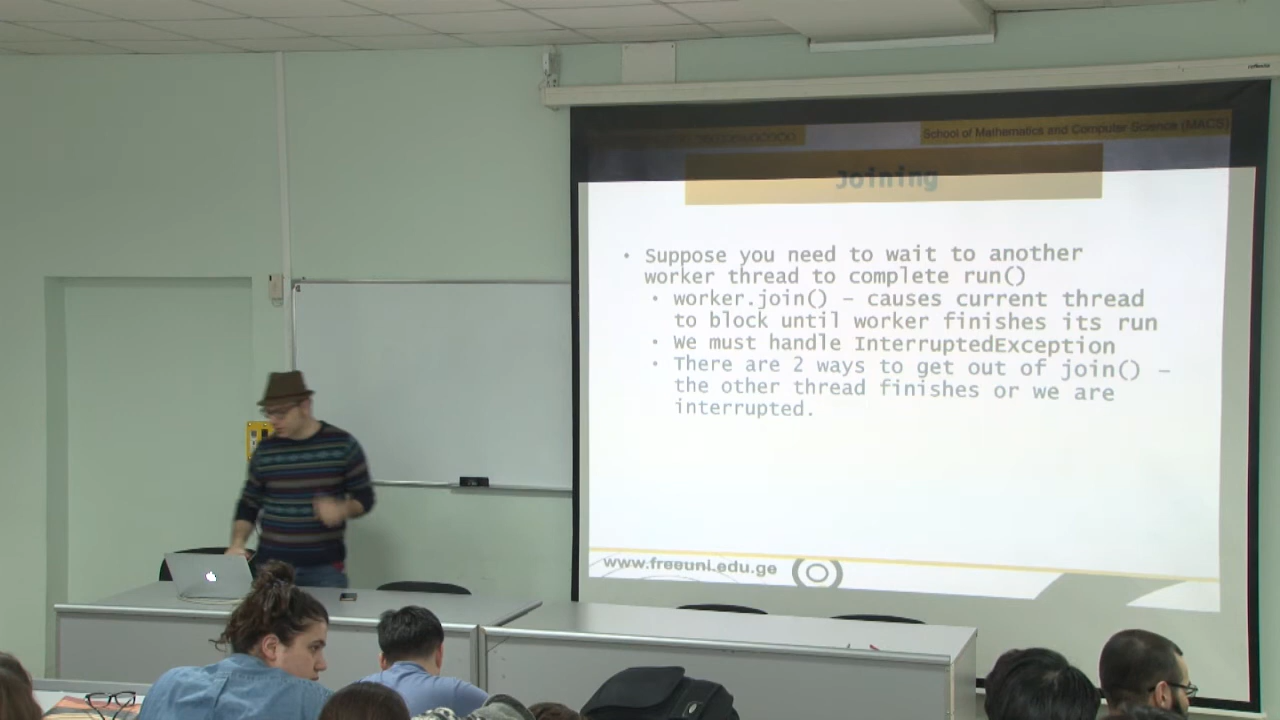 School of Mathematics and Computer Science (MACS)
Joining
• Suppose you need to wait to another
worker thread to complete run()
• worker.join() – causes current thread
to block until worker finishes its run
• We must handle InterruptedException
• There are 2 ways to get out of join() –
the other thread finishes or we are
interrupted.
www.freeuni.edu.ge